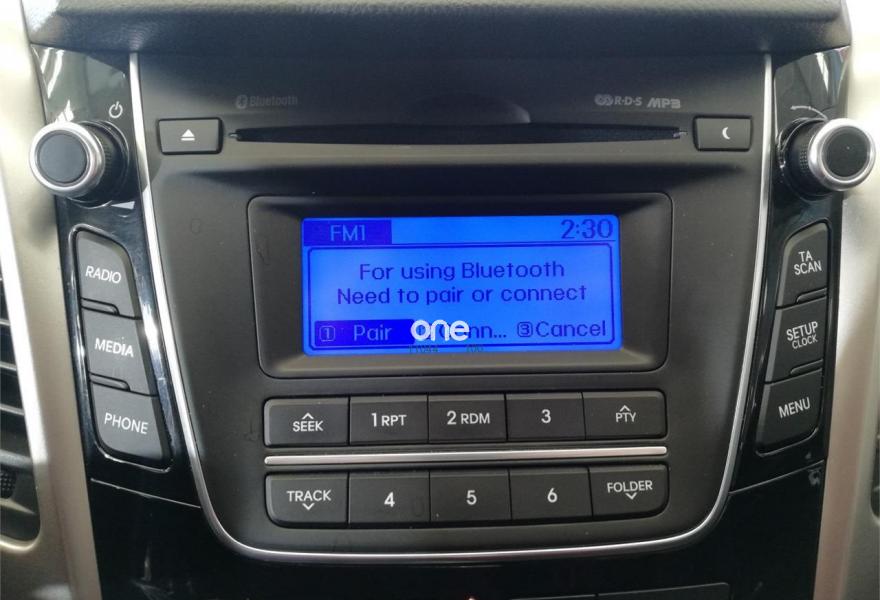 Bluetooth
R·D·S MP3
FM1 2:30
For using Bluetooth
Need to pair or connect
1 Pair nn... 3 Cancel
one
RADIO
MEDIA
PHONE
TA
SCAN
SETUP
CLOCK
MENU
SEEK 1 RPT 2 RDM 3 PTY
TRACK 4 5 6 FOLDER